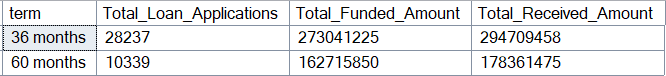 term Total_Loan_Applications Total_Funded_Amount Total_Received_Amount
36 months 28237 273041225 294709458
60 months 10339 162715850 178361475